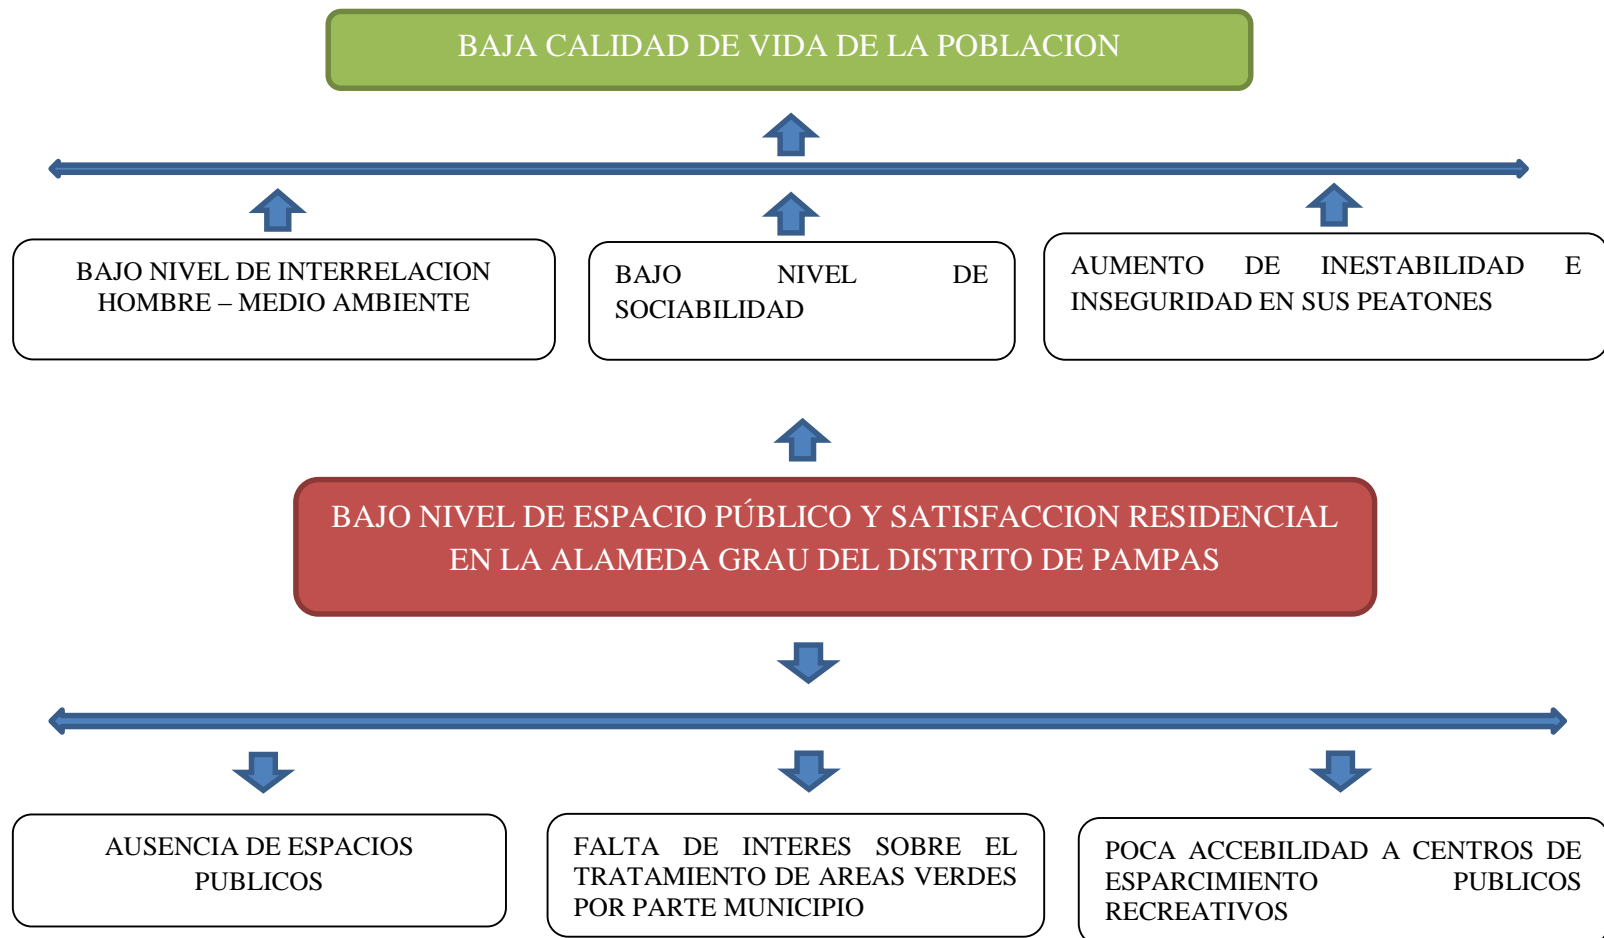 BAJA CALIDAD DE VIDA DE LA POBLACION
BAJO NIVEL DE INTERRELACION
HOMBRE – MEDIO AMBIENTE
BAJO NIVEL DE
SOCIABILIDAD
AUMENTO DE INESTABILIDAD E
INSEGURIDAD EN SUS PEATONES
BAJO NIVEL DE ESPACIO PÚBLICO Y SATISFACCION RESIDENCIAL
EN LA ALAMEDA GRAU DEL DISTRITO DE PAMPAS
AUSENCIA DE ESPACIOS
PUBLICOS
FALTA DE INTERES SOBRE EL
TRATAMIENTO DE AREAS VERDES
POR PARTE MUNICIPIO
POCA ACCEBILIDAD A CENTROS DE
ESPARCIMIENTO PUBLICOS
RECREATIVOS